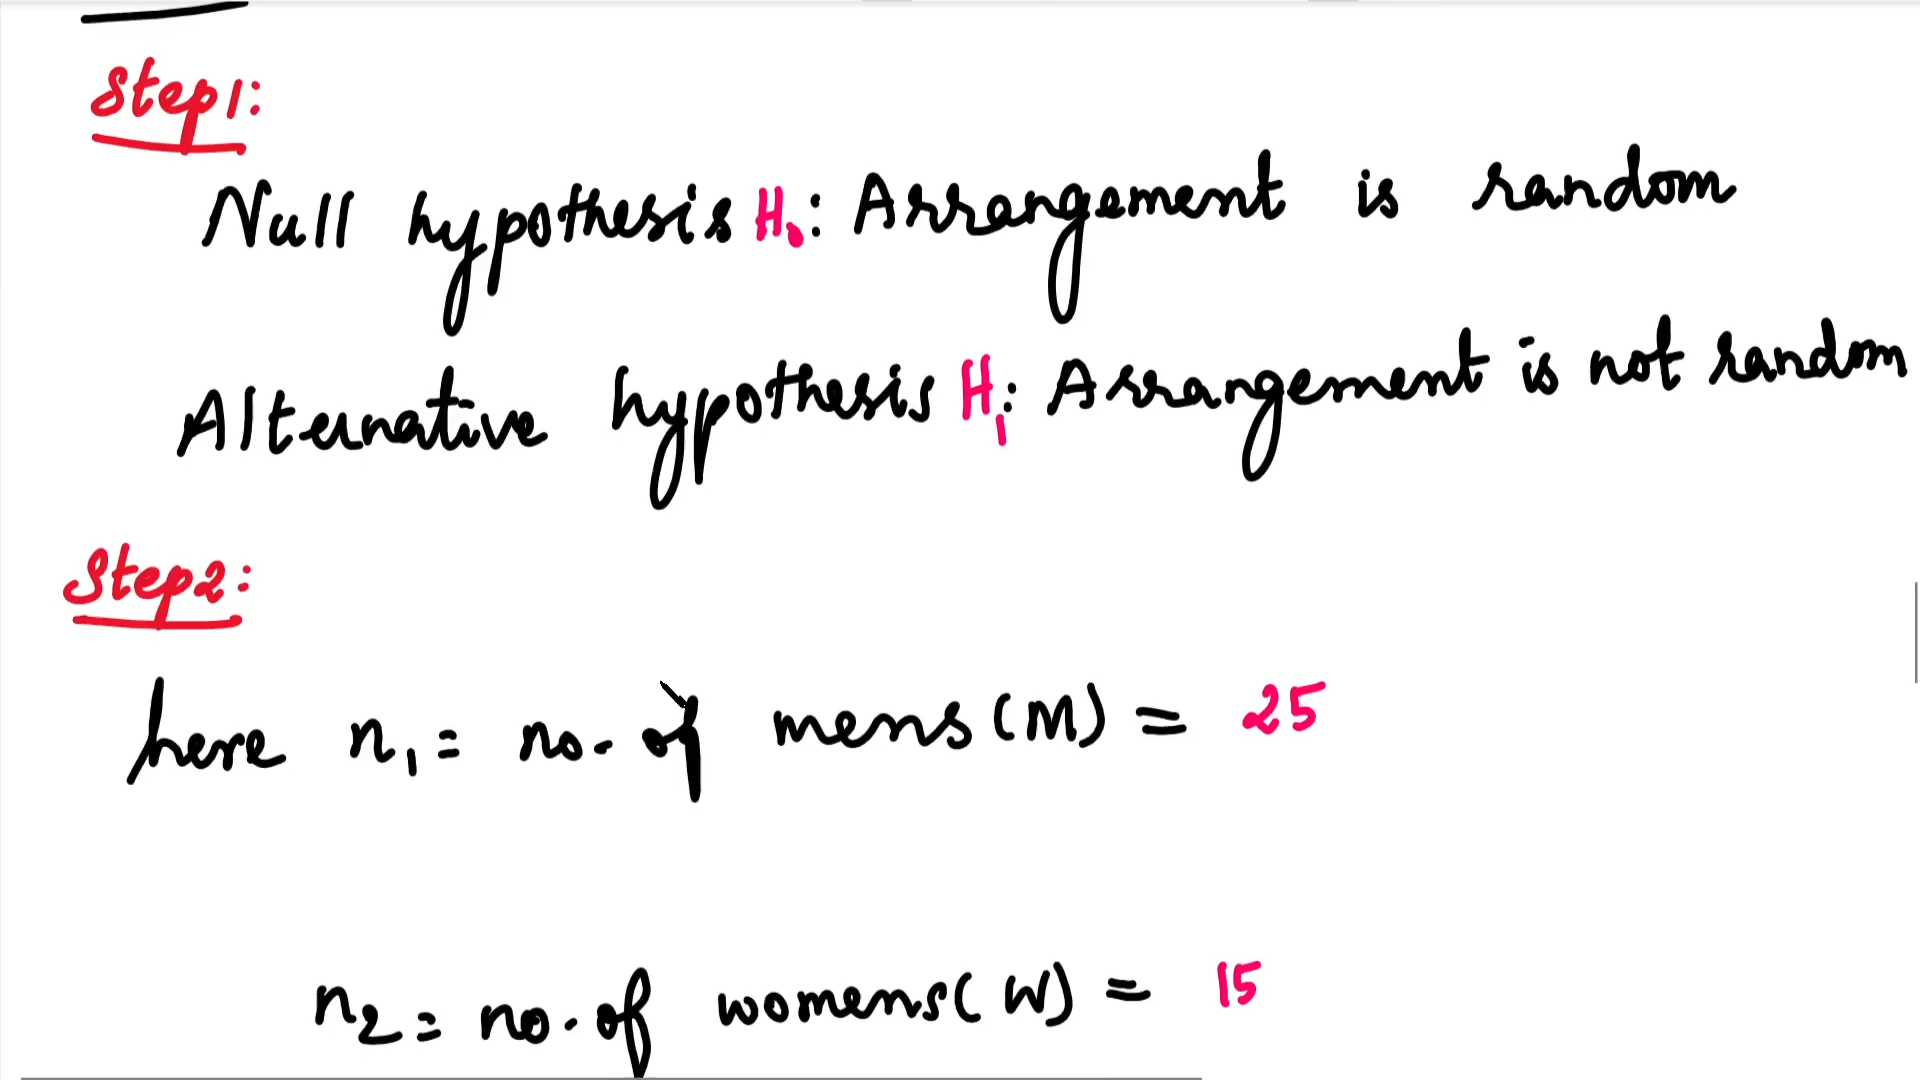 Step1:
Null hypothesis H₀: Arrangement is random
Alternative hypothesis H₁: Arrangement is not random
Step2:
here n₁ = no. of mens (M) = 25
n₂ = no. of womens (W) = 15